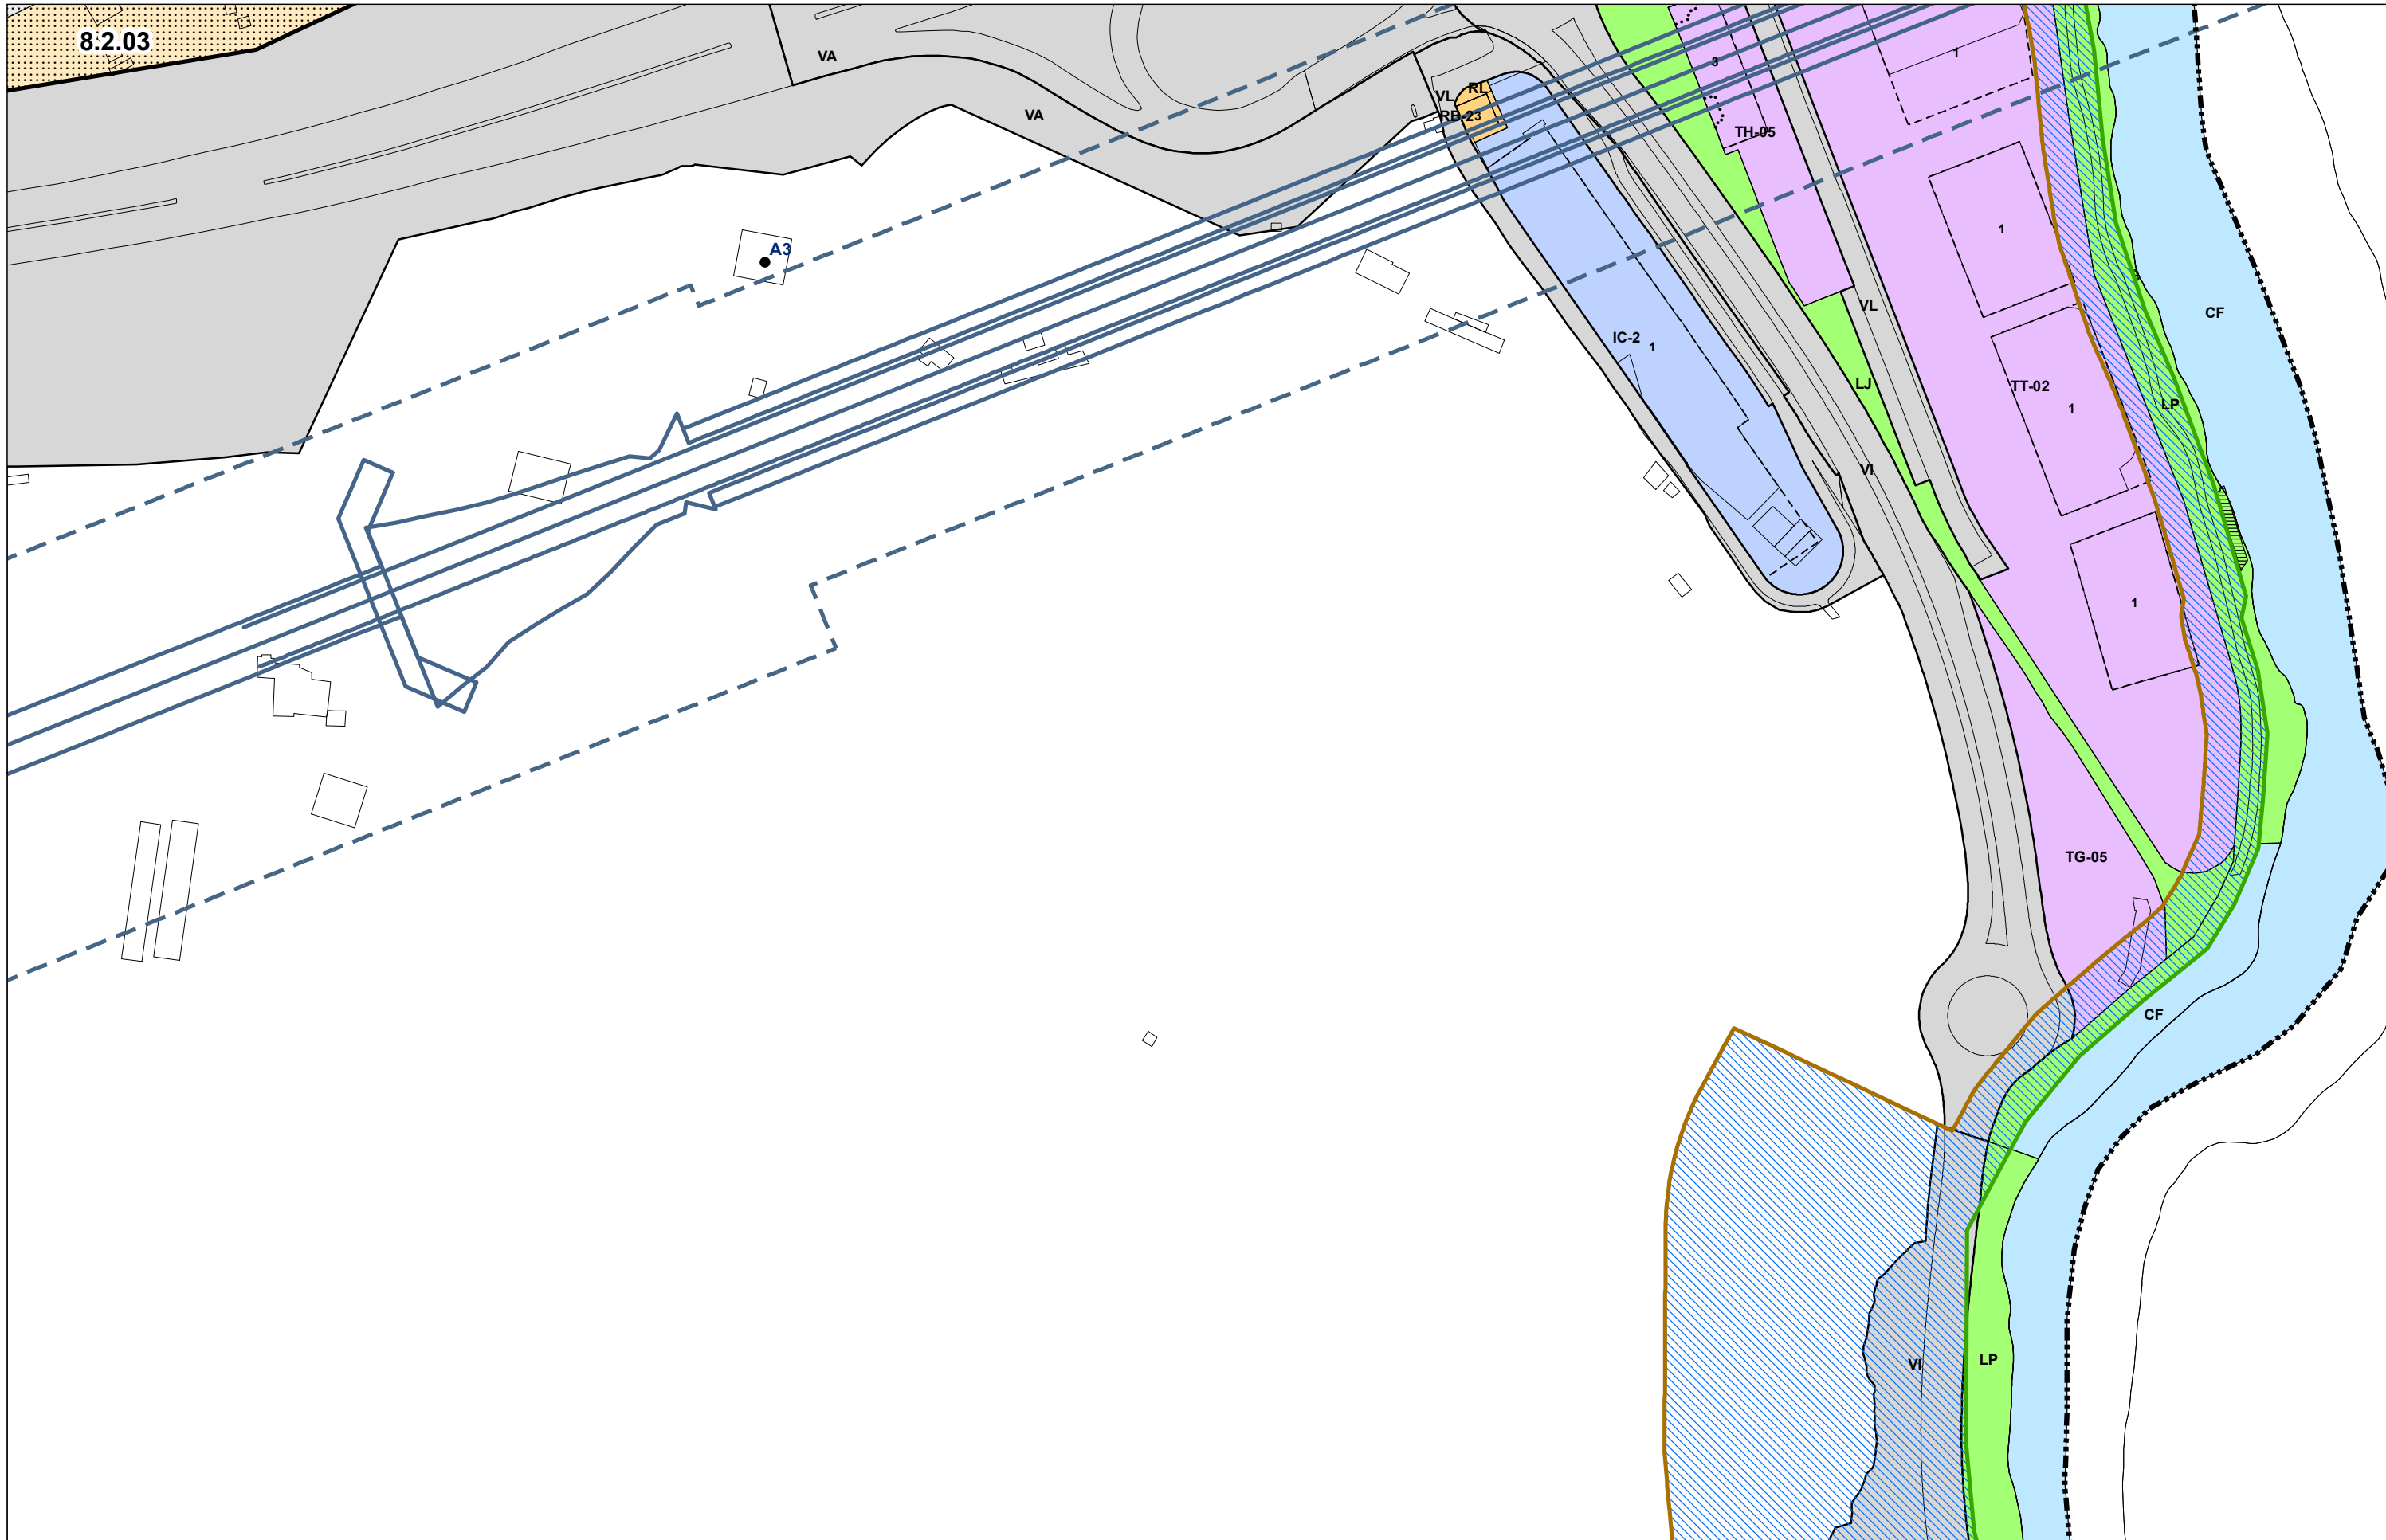 8.2.03
VA
VA
VL
RL
RB-23
3
TH-05
1
1
A3
IC-2
1
VL
CF
LJ
TT-02
1
LP
VI
1
TG-05
CF
VI
LP